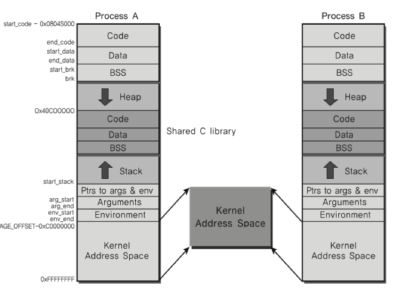 Process A
Process B
start_code - 0x08045000
Code
end_code
start_data
Data
end_data
start_brk
BSS
brk
Heap
0x40C00000
Code
Data
BSS
Shared C library
Stack
start_stack
Ptrs to args & env
arg_start
Arguments
arg_end
env_start
Environment
env_end
AGE_OFFSET-0xC0000000
Kernel
Address Space
0xFFFFFFFF
Kernel
Address Space
Code
Data
BSS
Heap
Code
Data
BSS
Stack
Ptrs to args & env
Arguments
Environment
Kernel
Address Space